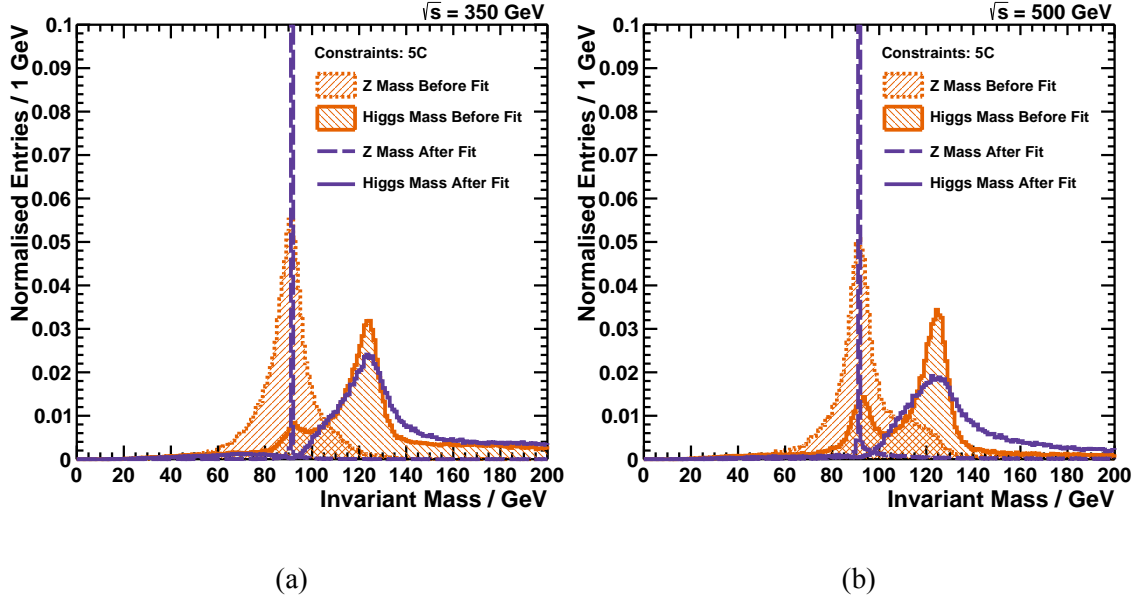 √s = 350 GeV
Normalised Entries / 1 GeV
0.1
0.09
0.08
0.07
0.06
0.05
0.04
0.03
0.02
0.01
0
Constraints: 5C
Z Mass Before Fit
Higgs Mass Before Fit
Z Mass After Fit
Higgs Mass After Fit
0 20 40 60 80 100 120 140 160 180 200
Invariant Mass / GeV
(a)
√s = 500 GeV
Normalised Entries / 1 GeV
0.1
0.09
0.08
0.07
0.06
0.05
0.04
0.03
0.02
0.01
0
Constraints: 5C
Z Mass Before Fit
Higgs Mass Before Fit
Z Mass After Fit
Higgs Mass After Fit
0 20 40 60 80 100 120 140 160 180 200
Invariant Mass / GeV
(b)